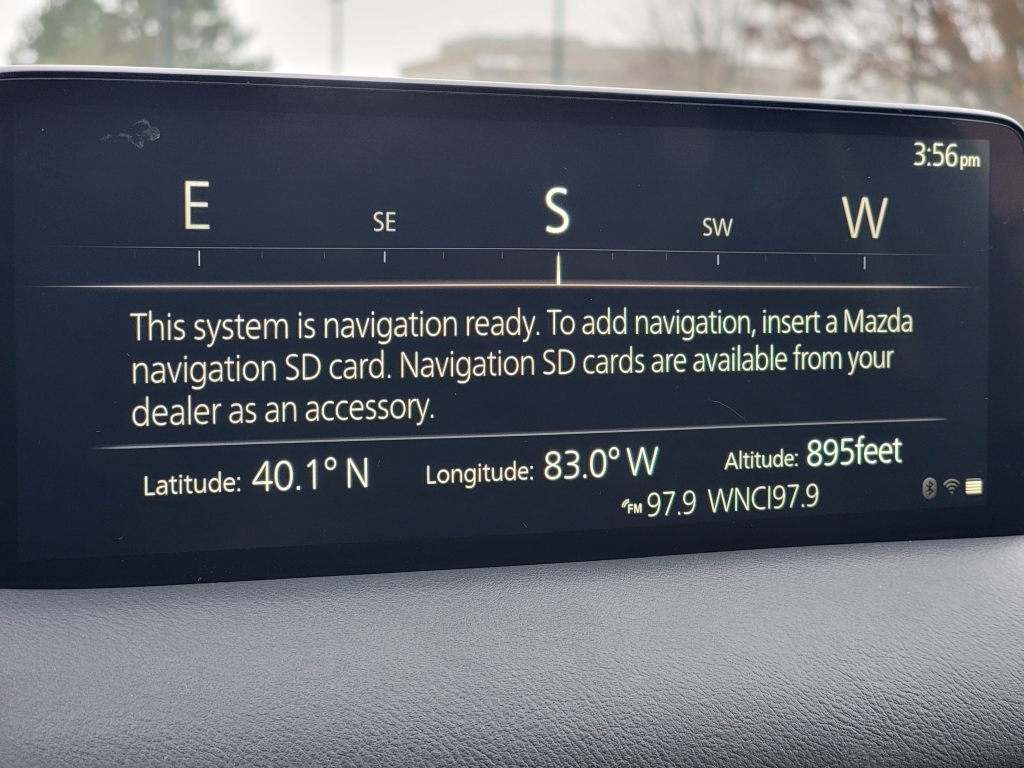 3:56pm
E SE S SW W
This system is navigation ready. To add navigation, insert a Mazda
navigation SD card. Navigation SD cards are available from your
dealer as an accessory.
Latitude: 40.1° N Longitude: 83.0° W Altitude: 895feet
FM 97.9 WNCI97.9